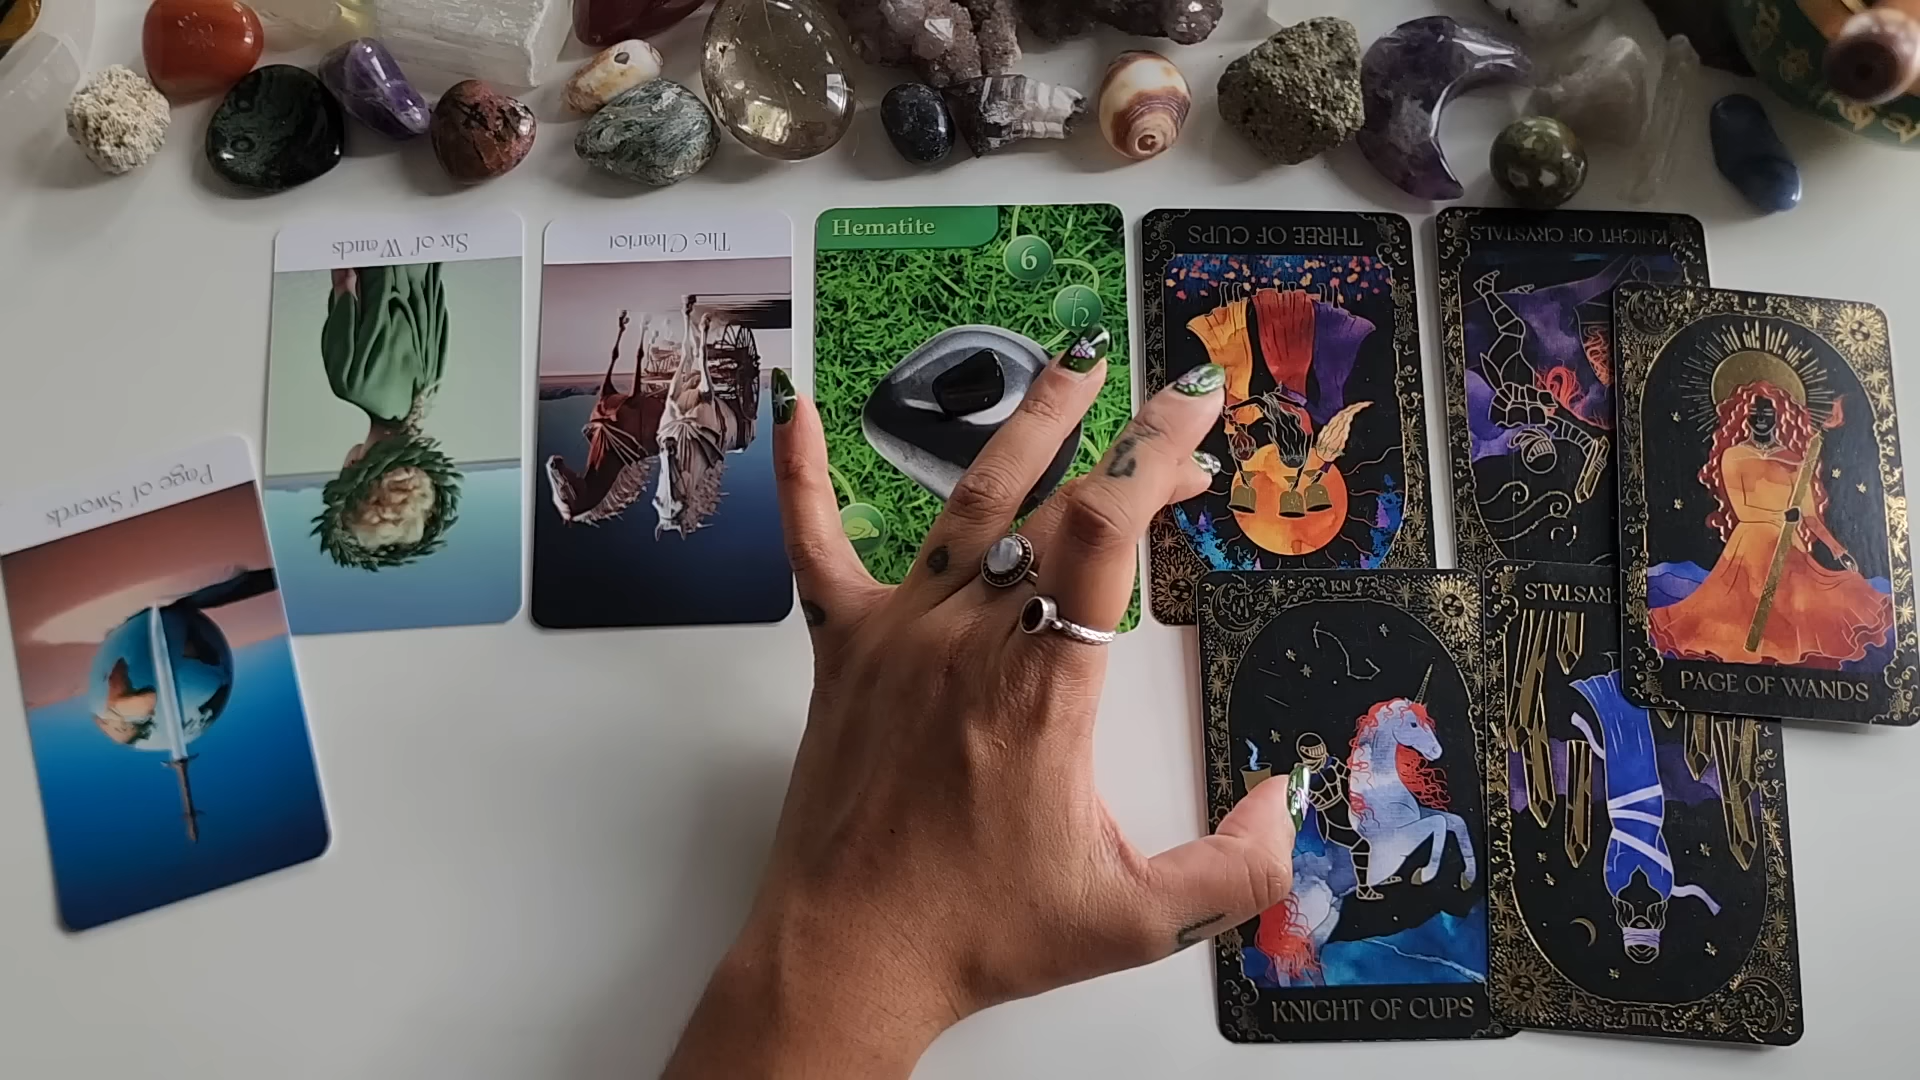 Six of Wands
The Chariot
Hematite
6
THREE OF CUPS
KNIGHT OF CRYSTALS
PAGE OF WANDS
Page of Swords
KN
KNIGHT OF CUPS
RYSTALS
VIII